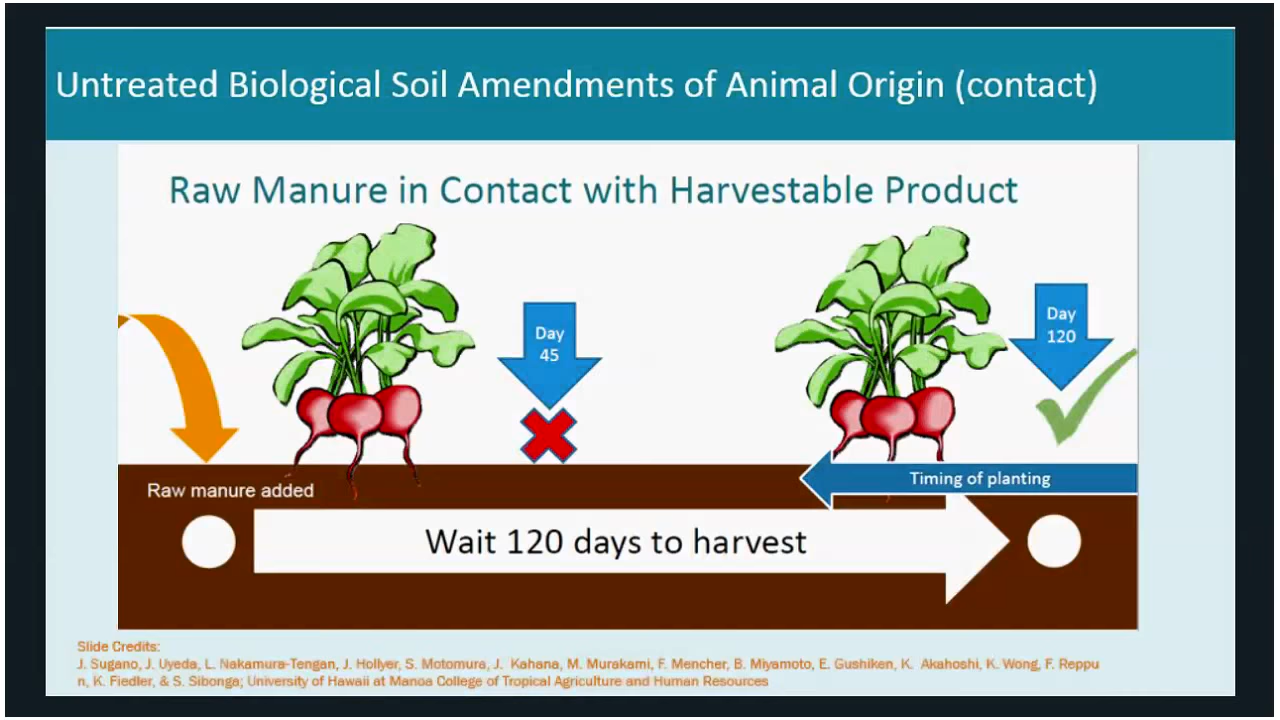 Untreated Biological Soil Amendments of Animal Origin (contact)
Raw Manure in Contact with Harvestable Product
Day
45
Day
120
Timing of planting
Raw manure added
Wait 120 days to harvest
Slide Credits:
J. Sugano, J. Uyeda, L. Nakamura-Tengan, J. Hollyer, S. Motomura, J. Kahana, M. Murakami, F. Mencher, B. Miyamoto, E. Gushiken, K. Akahoshi, K. Wong, F. Reppu
n, K. Fiedler, & S. Sibonga; University of Hawaii at Manoa College of Tropical Agriculture and Human Resources